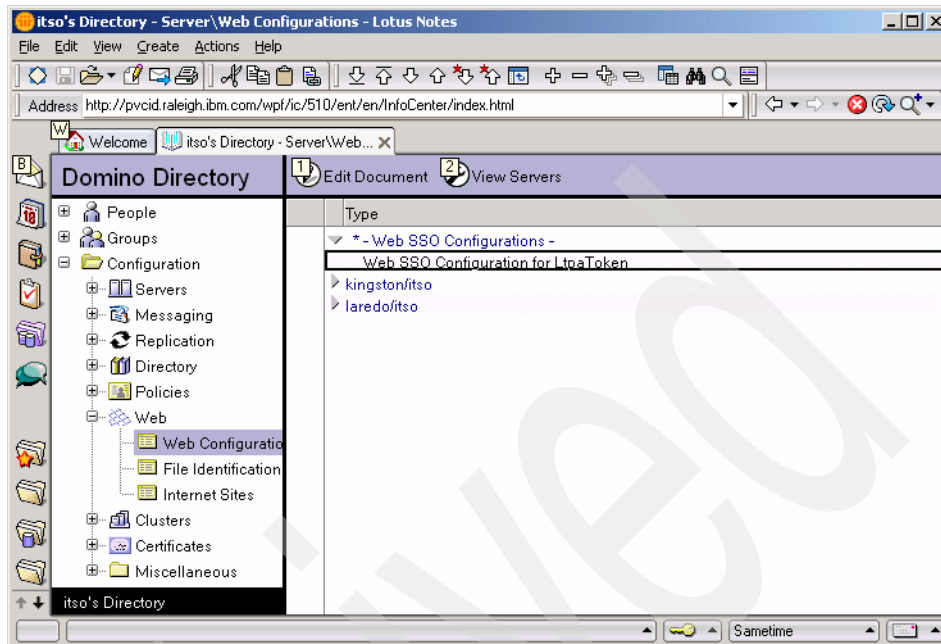 itso's Directory - Server\Web Configurations - Lotus Notes
File Edit View Create Actions Help
Address http://pvcid.raleigh.ibm.com/wpf/ic/510/ent/en/InfoCenter/index.html
W Welcome itso's Directory - Server\Web...
B Domino Directory 1 Edit Document 2 View Servers
18
People
Groups
Configuration
Servers
Messaging
Replication
Directory
Policies
Web
Web Configuratio
File Identification
Internet Sites
Clusters
Certificates
Miscellaneous
itso's Directory
Type
* - Web SSO Configurations -
Web SSO Configuration for LtpaToken
kingston/itso
laredo/itso
Sametime